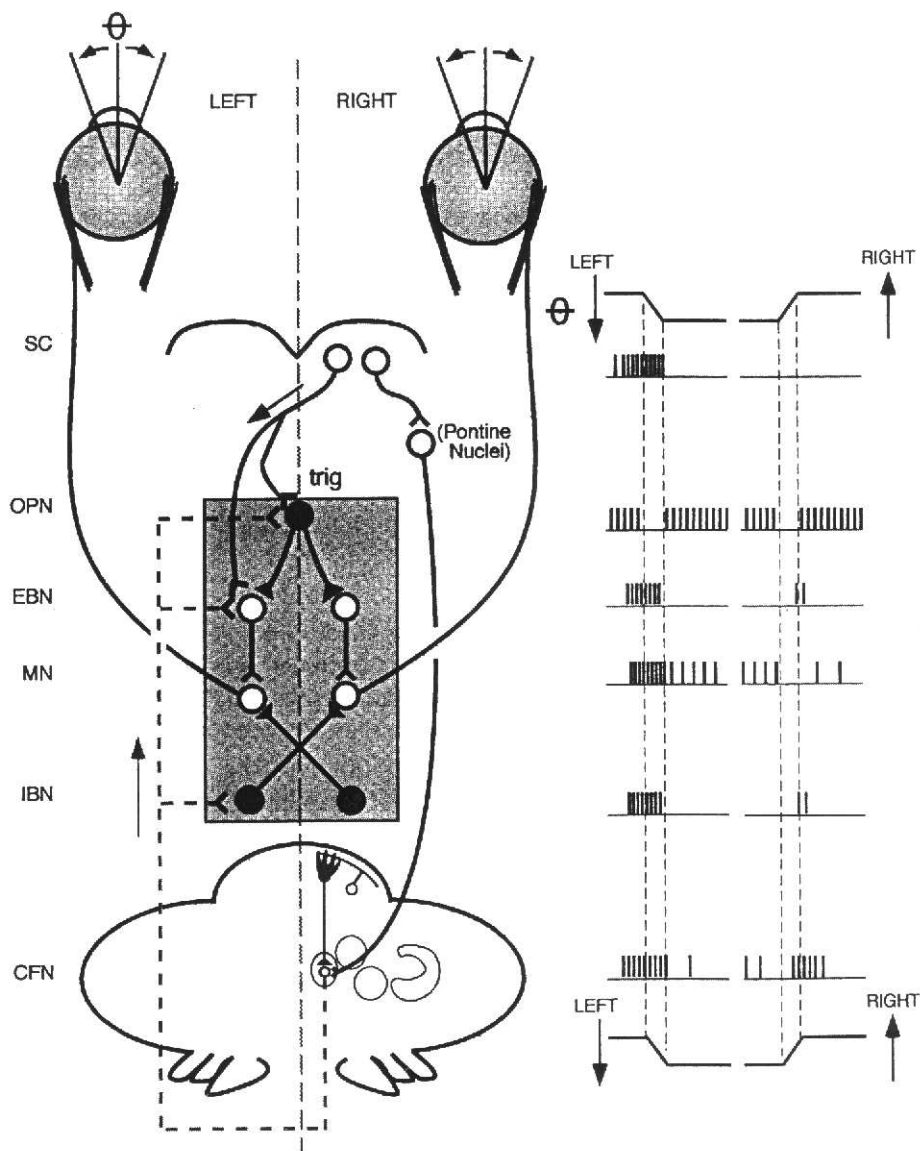 θ
LEFT RIGHT
SC
(Pontine
Nuclei)
trig
OPN
EBN
MN
IBN
CFN
LEFT
RIGHT
θ
LEFT
RIGHT